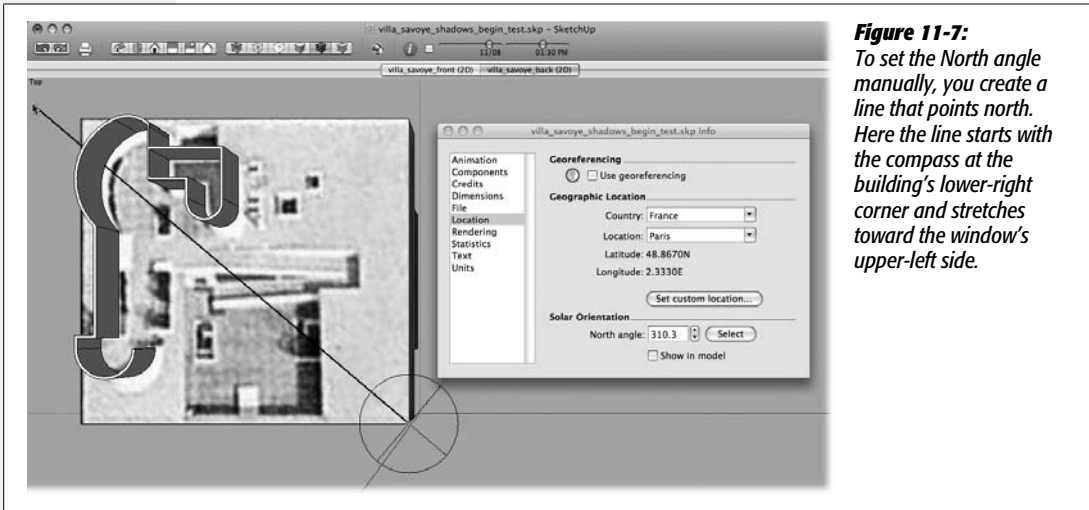 villa_savoye_shadows_begin_test.skp - SketchUp
11/08
01:30 PM
villa_savoye_front (2D)
villa_savoye_back (2D)
Top
villa_savoye_shadows_begin_test.skp Info
Animation
Components
Credits
Dimensions
File
Location
Rendering
Statistics
Text
Units
Georeferencing
Use georeferencing
Geographic Location
Country: France
Location: Paris
Latitude: 48.8670N
Longitude: 2.3330E
Set custom location...
Solar Orientation
North angle: 310.3
Select
Show in model
Figure 11-7:
To set the North angle
manually, you create a
line that points north.
Here the line starts with
the compass at the
building's lower-right
corner and stretches
toward the window's
upper-left side.